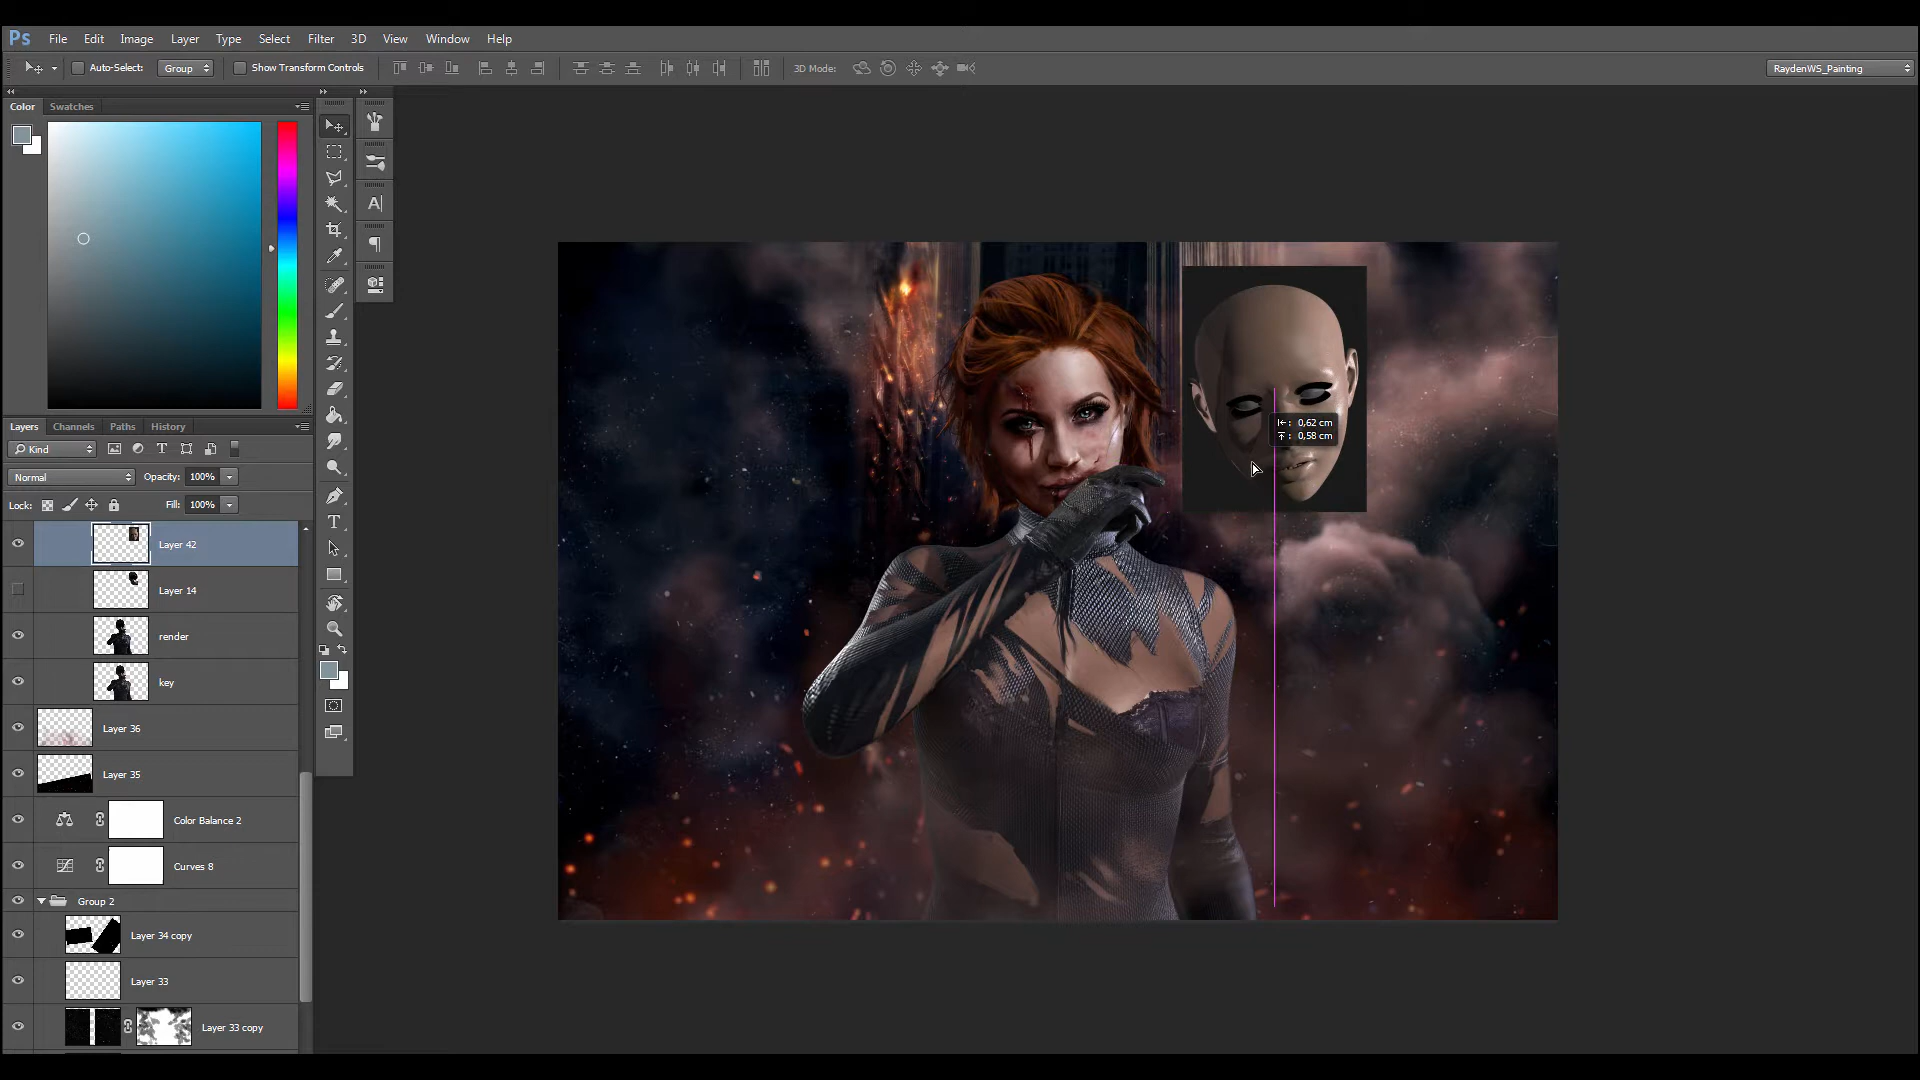 Ps File Edit Image Layer Type Select Filter 3D View Window Help
Auto-Select: Group Show Transform Controls 3D Mode: RaydenWS_Painting
Color Swatches
0,62 cm
0,58 cm
Layers Channels Paths History
Kind
Normal Opacity: 100%
Lock: Fill: 100%
Layer 42
Layer 14
render
key
Layer 36
Layer 35
Color Balance 2
Curves 8
Group 2
Layer 34 copy
Layer 33
Layer 33 copy